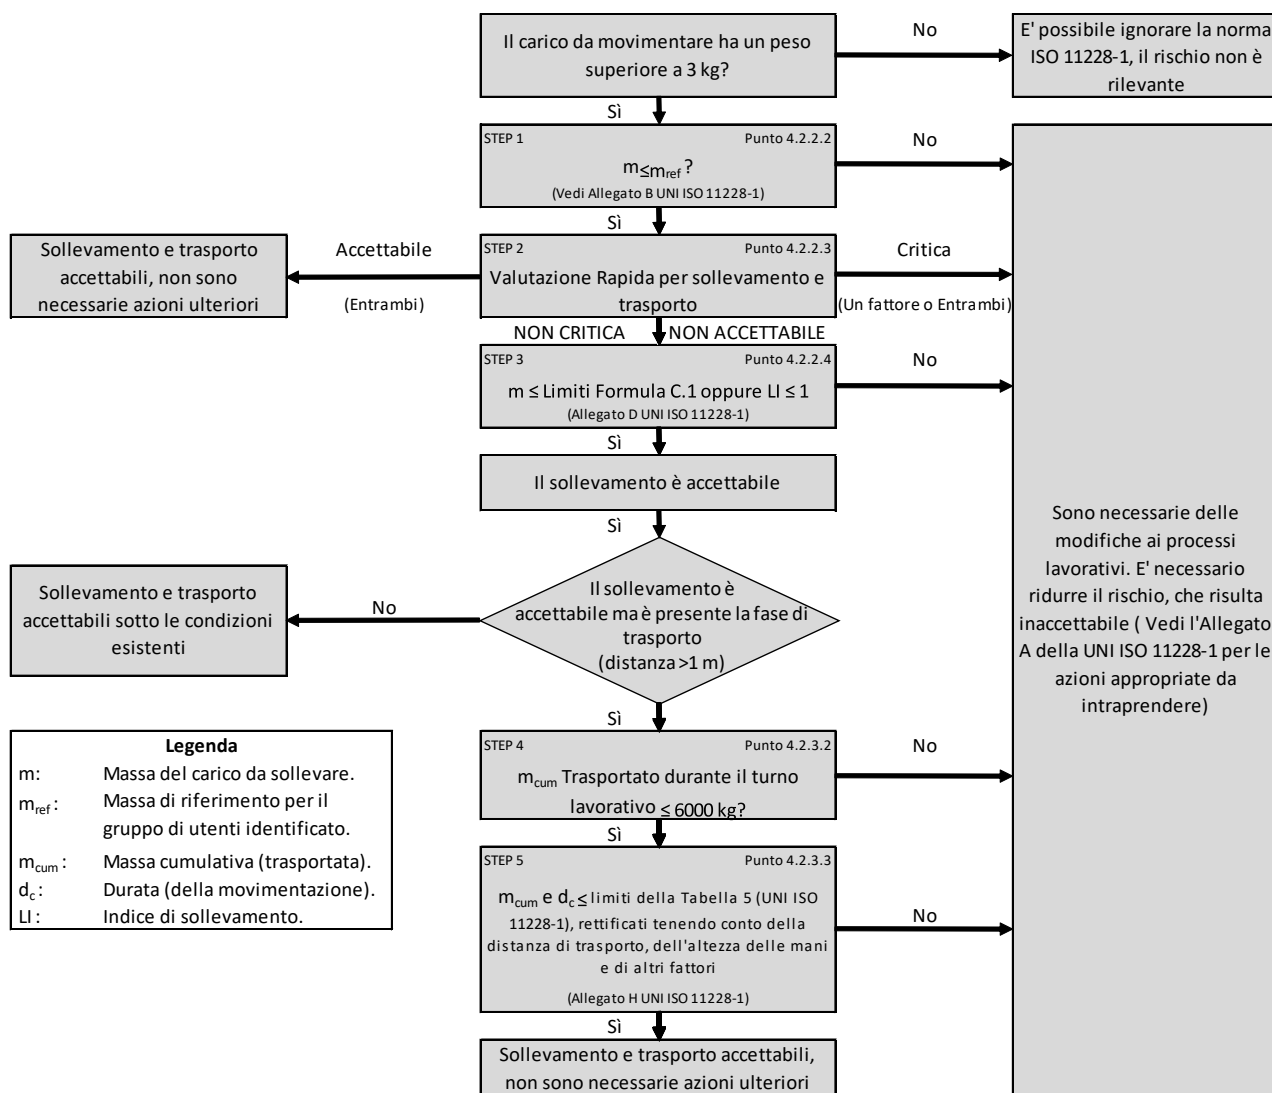 Il carico da movimentare ha un peso
superiore a 3 kg?
No
E' possibile ignorare la norma
ISO 11228-1, il rischio non è
rilevante
Sì
STEP 1
Punto 4.2.2.2
m≤mref ?
(Vedi Allegato B UNI ISO 11228-1)
No
Sì
Sollevamento e trasporto
accettabili, non sono
necessarie azioni ulteriori
Accettabile
(Entrambi)
STEP 2
Punto 4.2.2.3
Valutazione Rapida per sollevamento e
trasporto
Critica
(Un fattore o Entrambi)
NON CRITICA
NON ACCETTABILE
STEP 3
Punto 4.2.2.4
m ≤ Limiti Formula C.1 oppure LI ≤ 1
(Allegato D UNI ISO 11228-1)
No
Sì
Il sollevamento è accettabile
Sì
Il sollevamento è
accettabile ma è presente la fase di
trasporto
(distanza >1 m)
No
Sollevamento e trasporto
accettabili sotto le condizioni
esistenti
Sono necessarie delle
modifiche ai processi
lavorativi. E' necessario
ridurre il rischio, che risulta
inaccettabile ( Vedi l'Allegato
A della UNI ISO 11228-1 per le
azioni appropriate da
intraprendere)
Sì
STEP 4
Punto 4.2.3.2
mcum Trasportato durante il turno
lavorativo ≤ 6000 kg?
No
Sì
STEP 5
Punto 4.2.3.3
mcum e dc ≤ limiti della Tabella 5 (UNI ISO
11228-1), rettificati tenendo conto della
distanza di trasporto, dell'altezza delle mani
e di altri fattori
(Allegato H UNI ISO 11228-1)
No
Sì
Sollevamento e trasporto accettabili,
non sono necessarie azioni ulteriori
Legenda
m: Massa del carico da sollevare.
mref : Massa di riferimento per il
gruppo di utenti identificato.
mcum : Massa cumulativa (trasportata).
dc : Durata (della movimentazione).
LI : Indice di sollevamento.